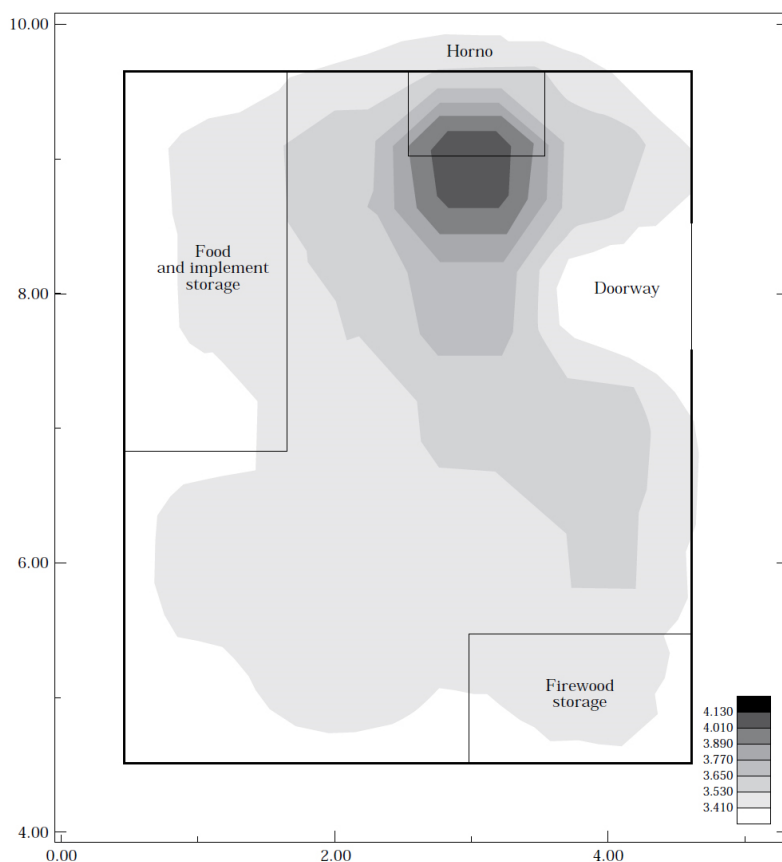 10.00
Horno
Food
and implement
storage
8.00
Doorway
6.00
Firewood
storage
4.130
4.010
3.890
3.770
3.650
3.530
3.410
4.00
0.00
2.00
4.00